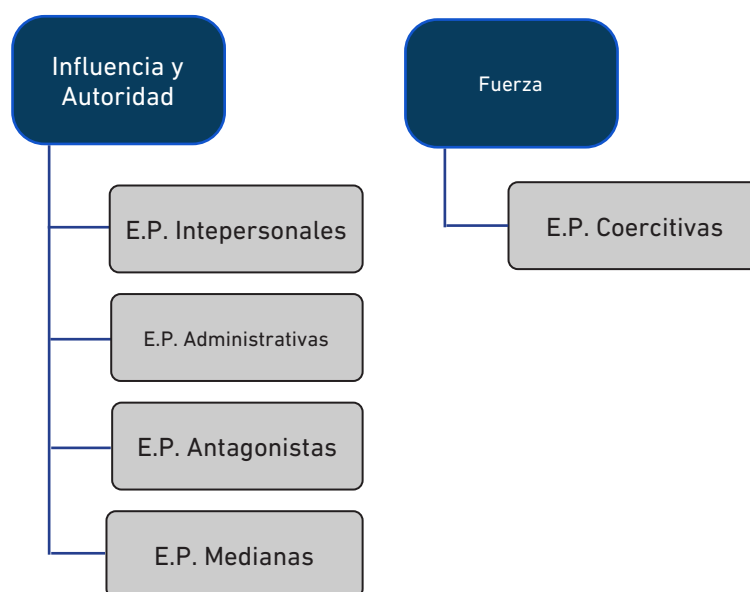 Influencia y
Autoridad
E.P. Intepersonales
E.P. Administrativas
E.P. Antagonistas
E.P. Medianas
Fuerza
E.P. Coercitivas